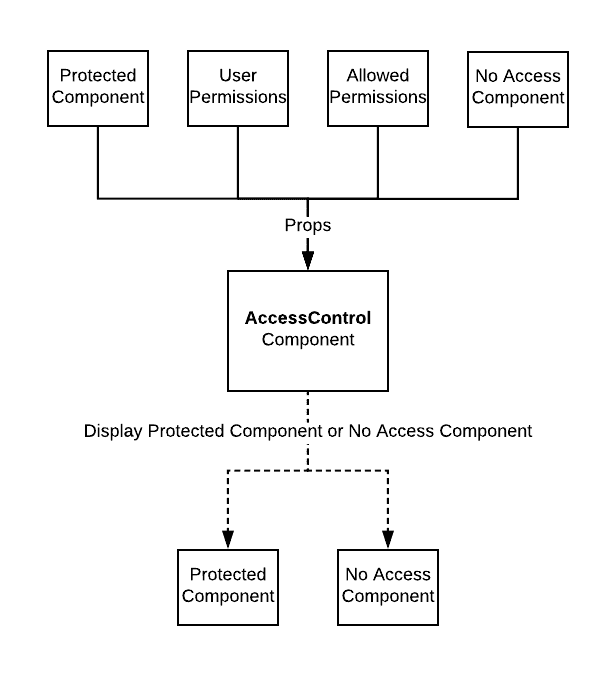 Protected
Component
User
Permissions
Allowed
Permissions
No Access
Component
Props
AccessControl
Component
Display Protected Component or No Access Component
Protected
Component
No Access
Component